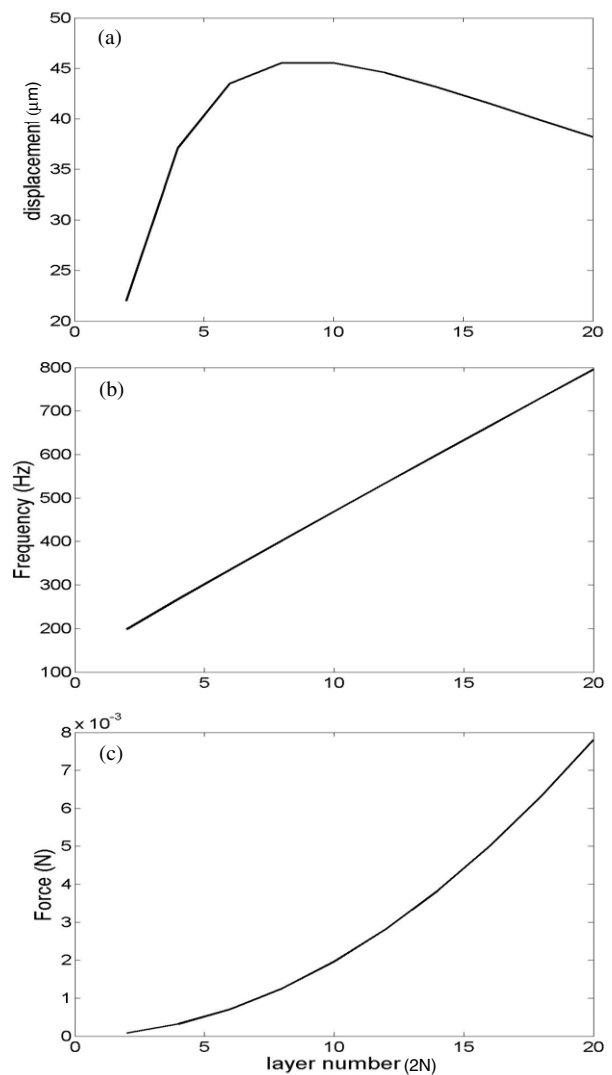 50
(a)
45
40
35
30
25
20
displacement (μm)
0 5 10 15 20
800
(b)
700
600
500
400
300
200
100
Frequency (Hz)
0 5 10 15 20
8 × 10⁻³
(c)
7
6
5
4
3
2
1
0
Force (N)
0 5 10 15 20
layer number (2N)